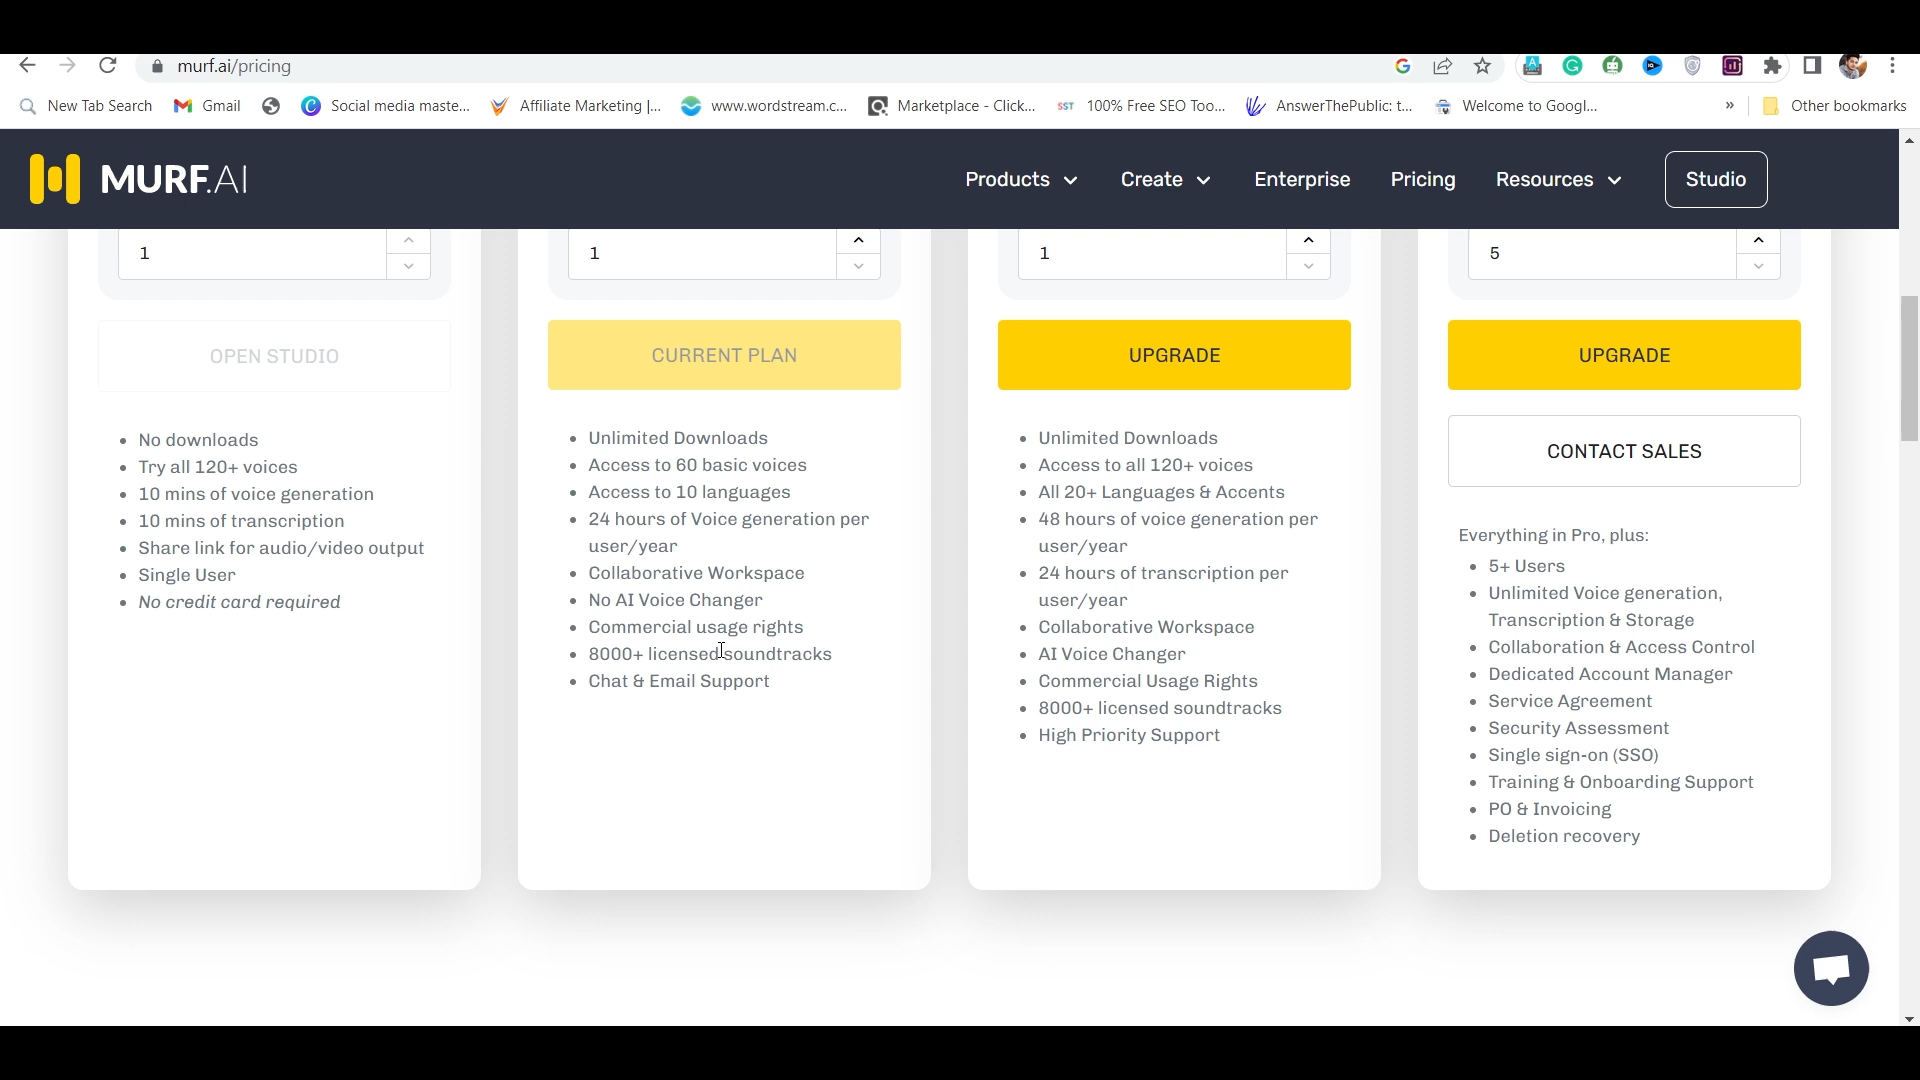 murf.ai/pricing
New Tab Search
Gmail
Social media maste...
Affiliate Marketing |...
www.wordstream.c...
Marketplace - Click...
SST
100% Free SEO Too...
AnswerThePublic: t...
Welcome to Googl...
»
Other bookmarks
MURF.AI
Products
Create
Enterprise
Pricing
Resources
Studio
1
OPEN STUDIO
No downloads
Try all 120+ voices
10 mins of voice generation
10 mins of transcription
Share link for audio/video output
Single User
No credit card required
1
CURRENT PLAN
Unlimited Downloads
Access to 60 basic voices
Access to 10 languages
24 hours of Voice generation per
user/year
Collaborative Workspace
No AI Voice Changer
Commercial usage rights
8000+ licensed soundtracks
Chat & Email Support
1
UPGRADE
Unlimited Downloads
Access to all 120+ voices
All 20+ Languages & Accents
48 hours of voice generation per
user/year
24 hours of transcription per
user/year
Collaborative Workspace
AI Voice Changer
Commercial Usage Rights
8000+ licensed soundtracks
High Priority Support
5
UPGRADE
CONTACT SALES
Everything in Pro, plus:
5+ Users
Unlimited Voice generation,
Transcription & Storage
Collaboration & Access Control
Dedicated Account Manager
Service Agreement
Security Assessment
Single sign-on (SSO)
Training & Onboarding Support
PO & Invoicing
Deletion recovery